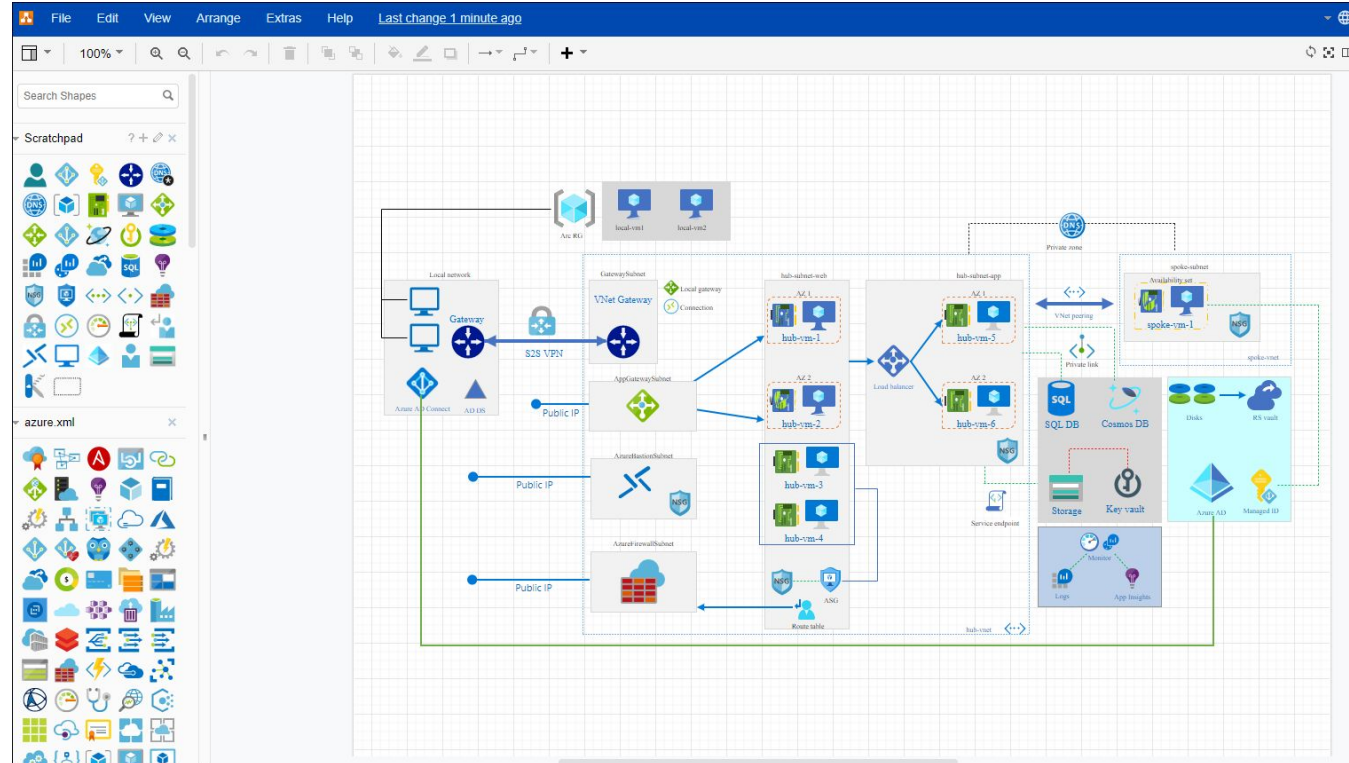 File Edit View Arrange Extras Help Last change 1 minute ago
100%
Search Shapes
Scratchpad
azure.xml
Arc RG
local-vm1
local-vm2
Private zone
Local network
Gateway
Azure AD Connect
AD DS
S2S VPN
GatewaySubnet
VNet Gateway
Local gateway
Connection
AppGatewaySubnet
Public IP
AzureBastionSubnet
NSG
Public IP
AzureFirewallSubnet
Public IP
hub-subnet-web
AZ 1
hub-vm-1
AZ 2
hub-vm-2
hub-vm-3
hub-vm-4
NSG
ASG
Route table
Load balancer
hub-subnet-app
AZ 1
hub-vm-5
AZ 2
hub-vm-6
NSG
Service endpoint
hub-vnet
DNS
VNet peering
Private link
spoke-subnet
Availability set
spoke-vm-1
NSG
spoke-vnet
SQL
SQL DB
Cosmos DB
Storage
Key vault
Disks
RS vault
Azure AD
Managed ID
Monitor
Logs
App Insights